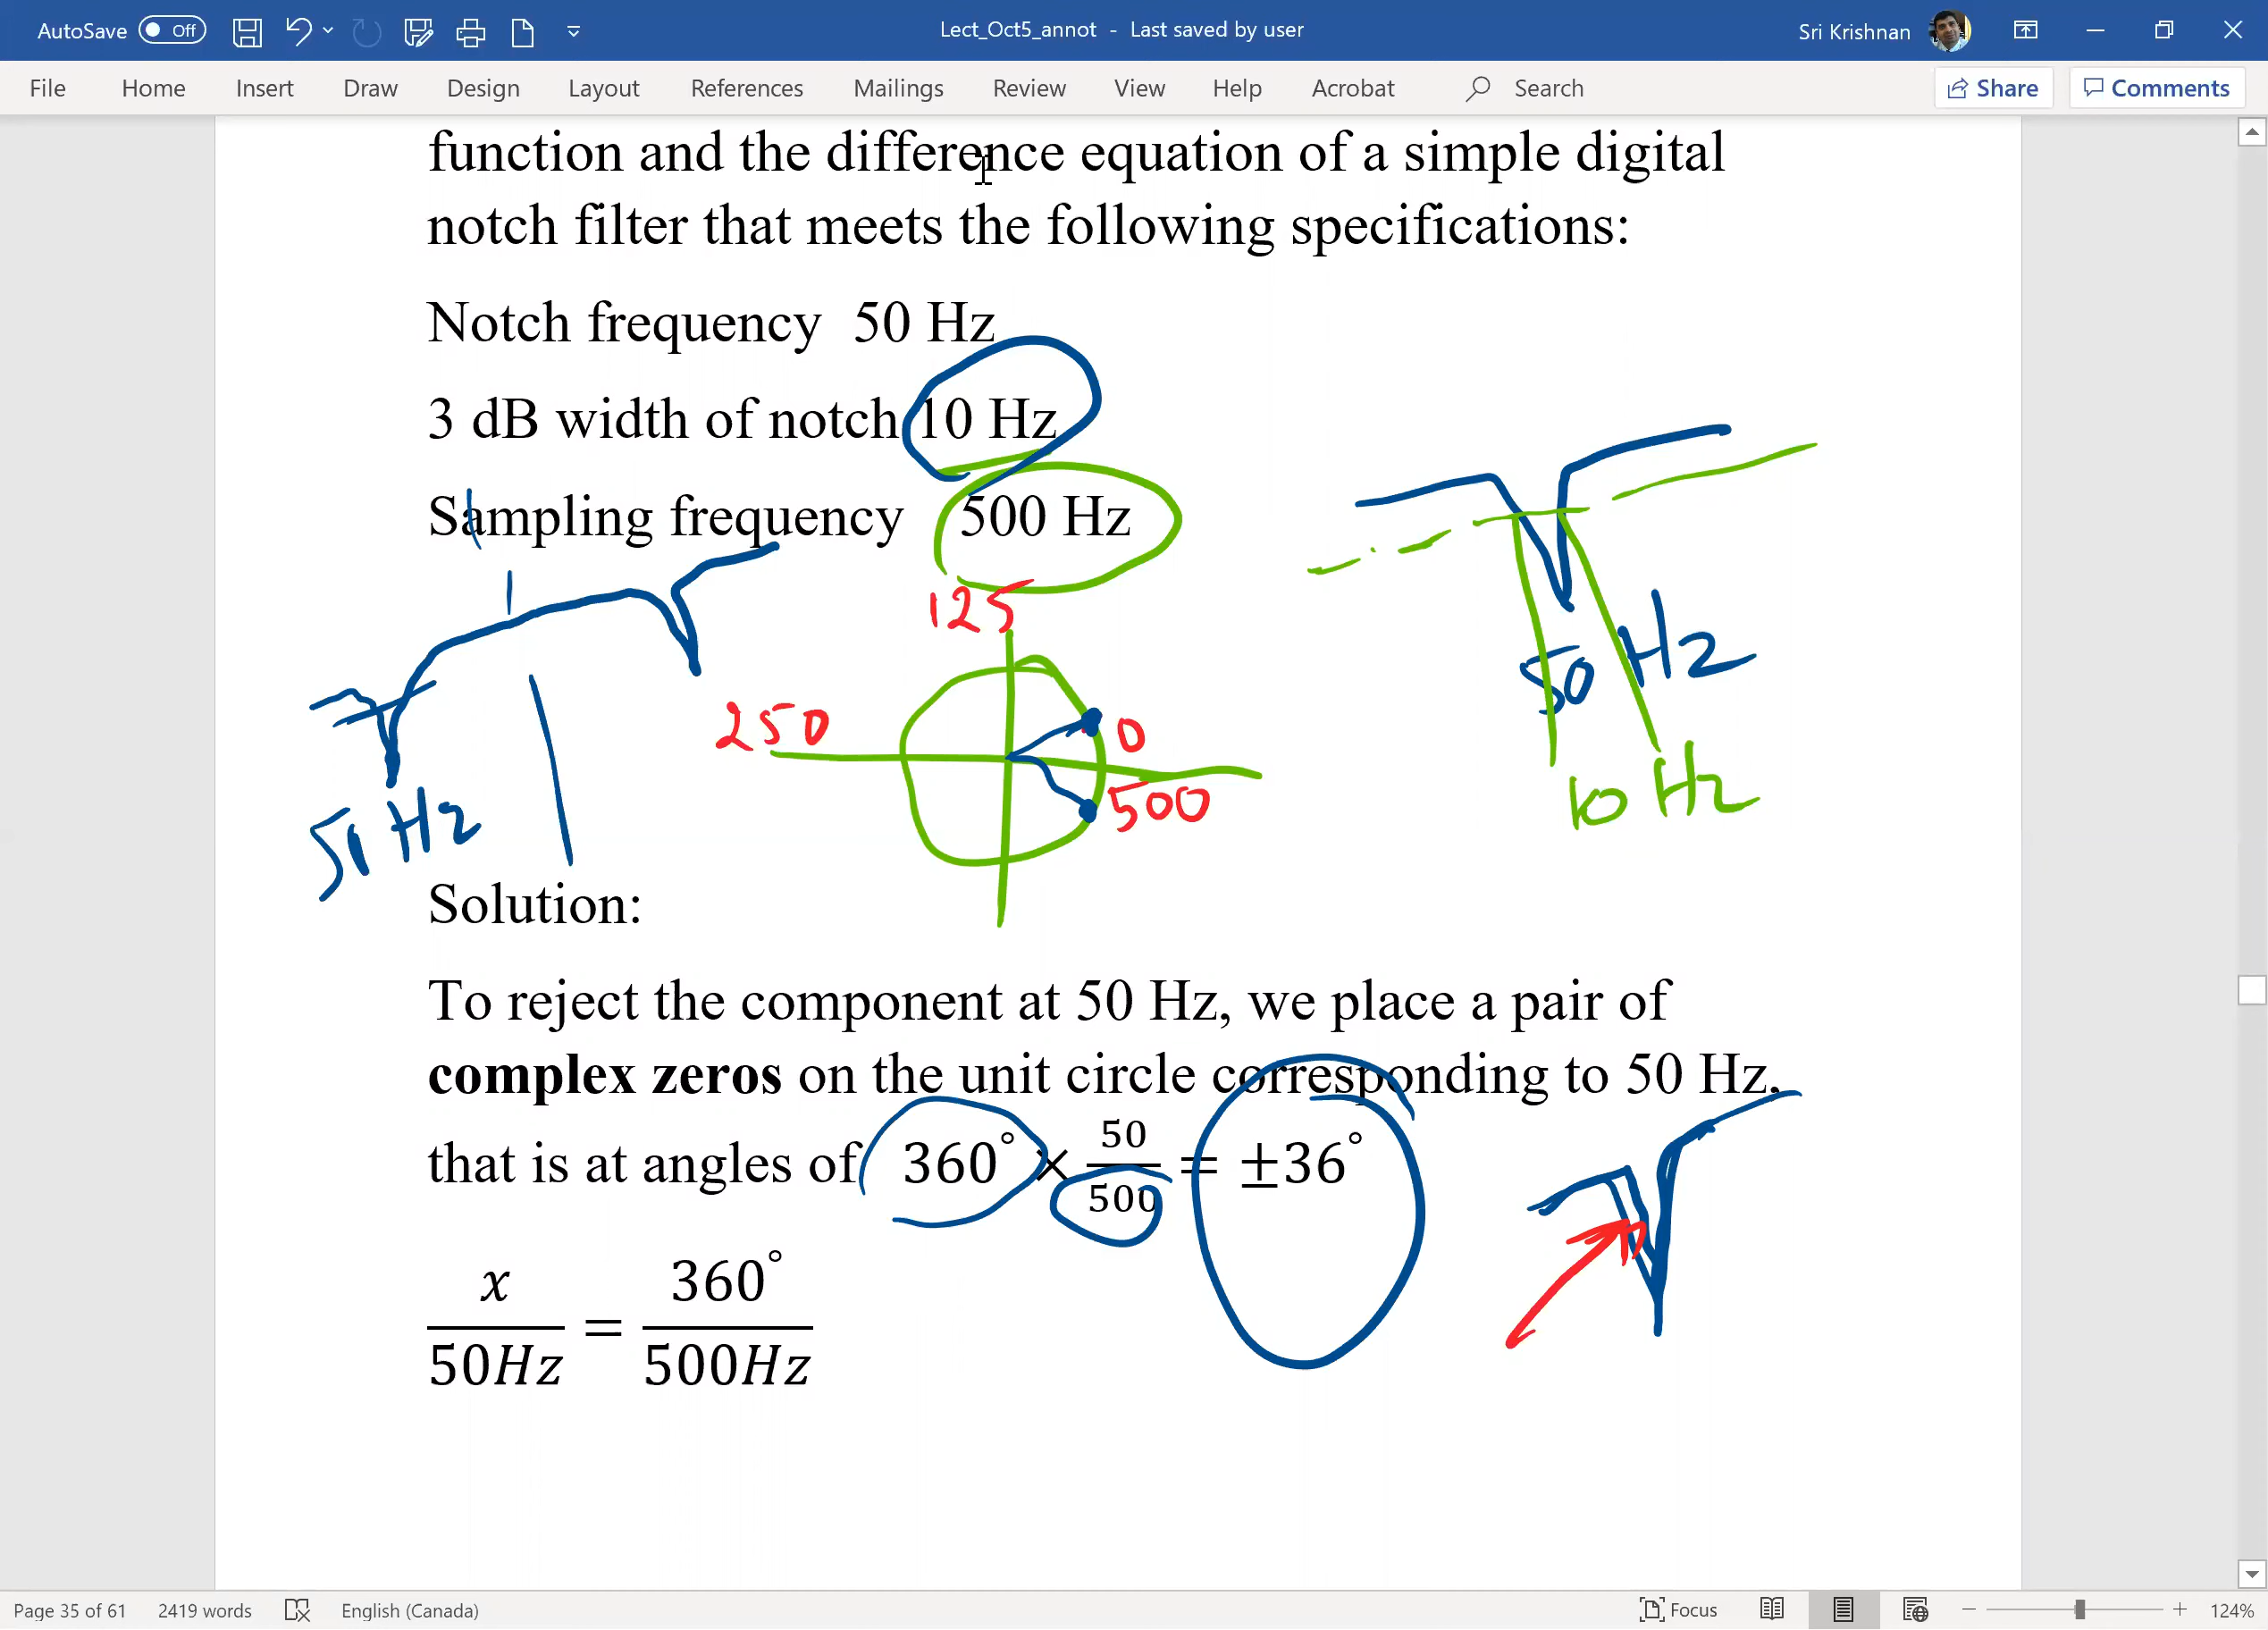 AutoSave Off Lect_Oct5_annot - Last saved by user Sri Krishnan
File Home Insert Draw Design Layout References Mailings Review View Help Acrobat Search Share Comments
function and the difference equation of a simple digital
notch filter that meets the following specifications:
Notch frequency 50 Hz
3 dB width of notch 10 Hz
Sampling frequency 500 Hz
125
250
0
500
50 Hz
50 Hz
10 Hz
Solution:
To reject the component at 50 Hz, we place a pair of
complex zeros on the unit circle corresponding to 50 Hz,
that is at angles of 360° × 50/500 = ±36°
x/50Hz = 360°/500Hz
Page 35 of 61 2419 words English (Canada) Focus 124%